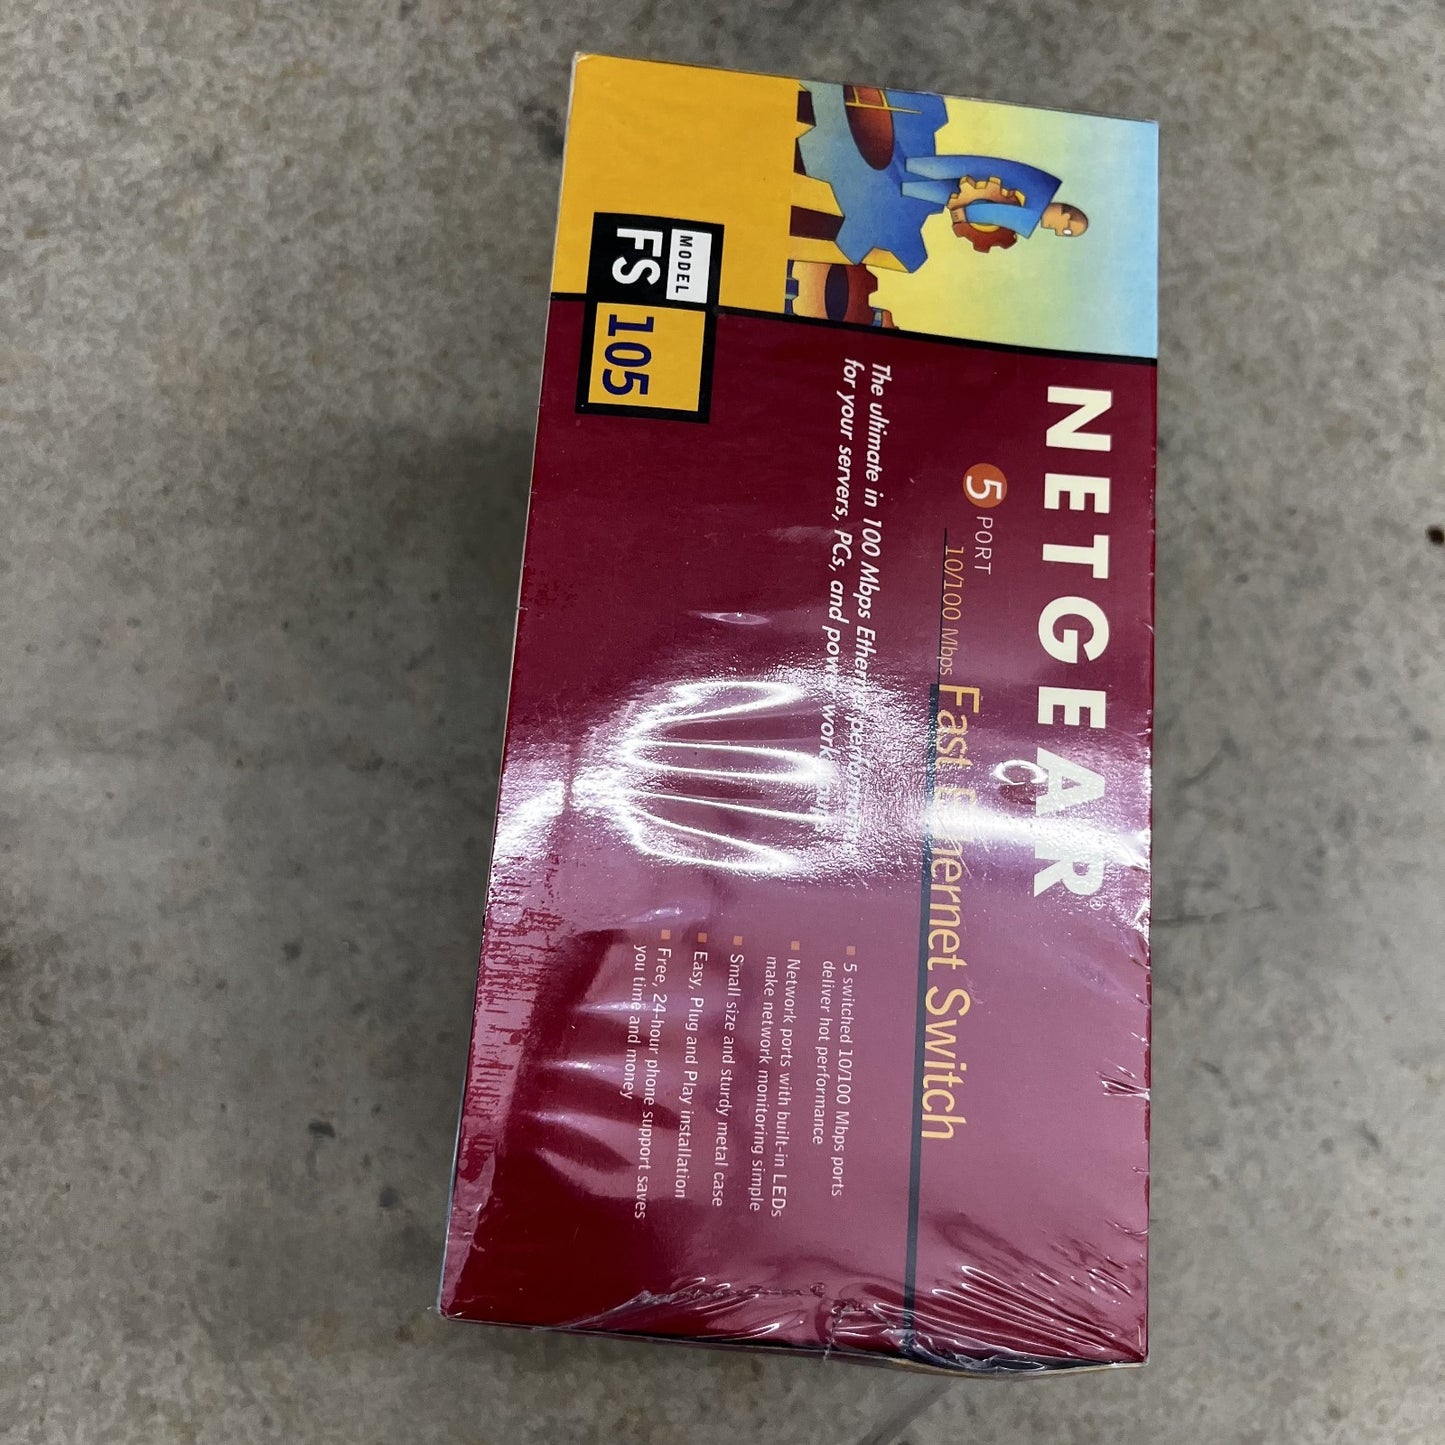 MODEL
FS 105
NETGEAR®
5 PORT
10/100 Mbps Fast Ethernet Switch
The ultimate in 100 Mbps Ethernet performance
for your servers, PCs, and power workgroups
5 switched 10/100 Mbps ports
deliver hot performance
Network ports with built-in LEDs
make network monitoring simple
Small size and sturdy metal case
Easy, Plug and Play installation
Free, 24-hour phone support saves
you time and money